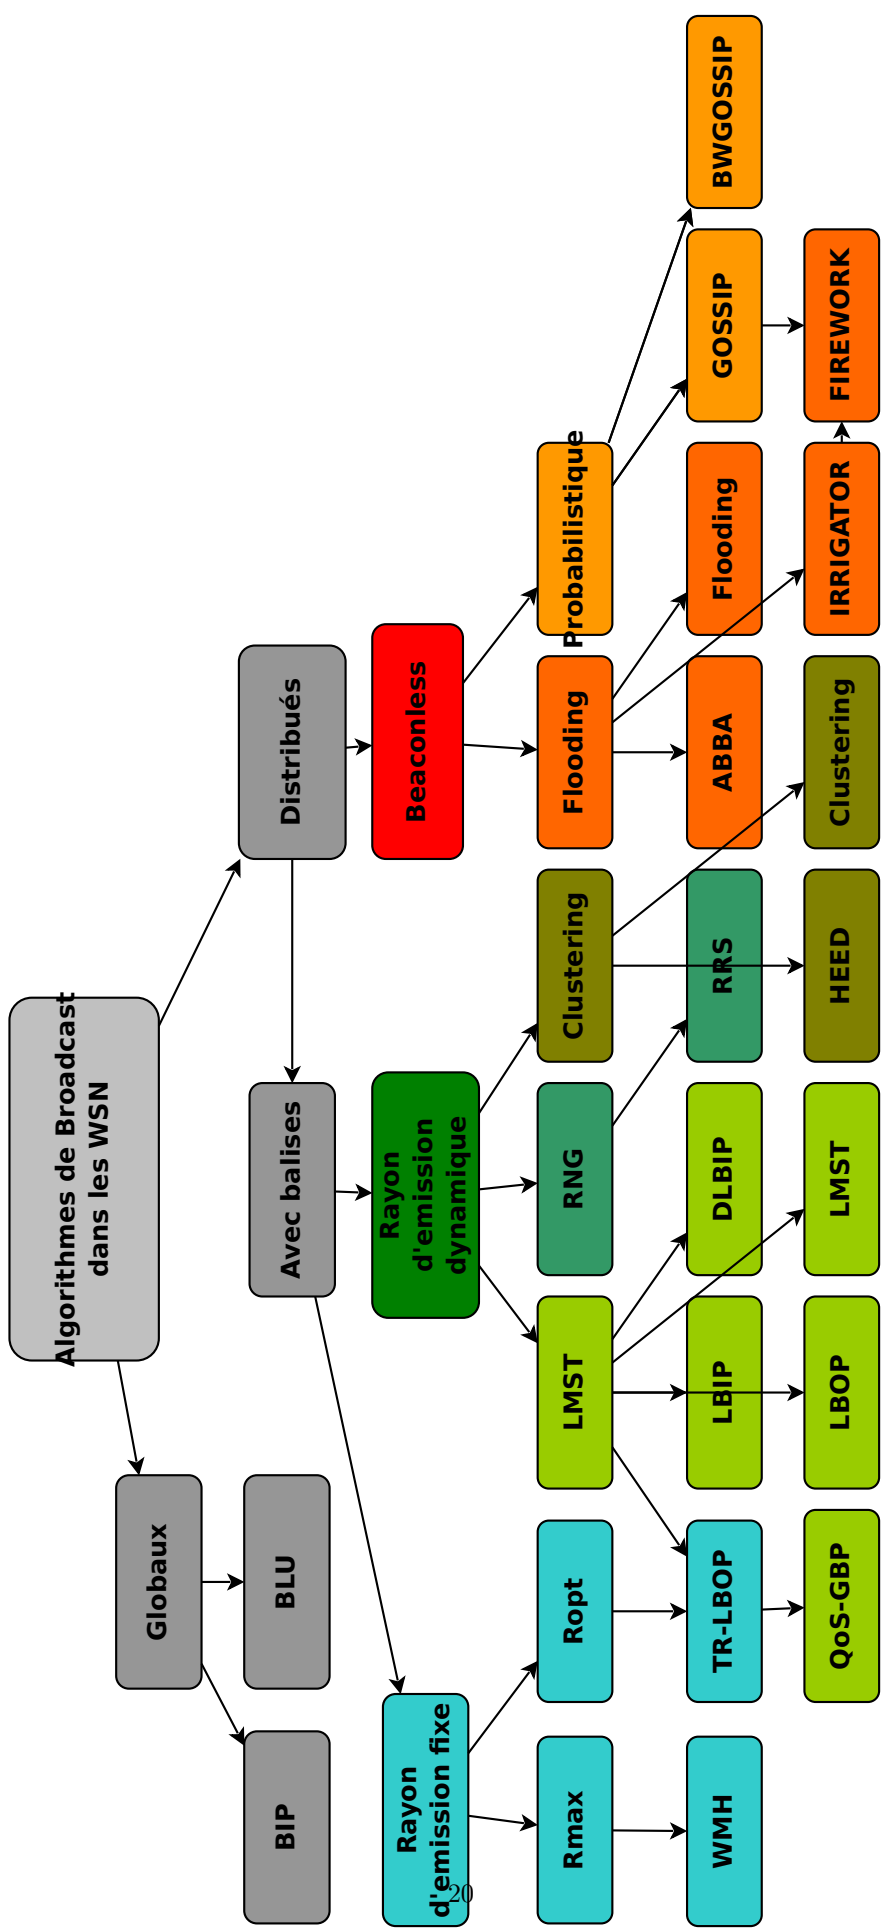 Algorithmes de Broadcast
dans les WSN
Globaux
Distribués
BIP
BLU
Avec balises
Beaconless
Rayon
d'emission fixe
Rayon
d'emission
dynamique
Rmax
Ropt
LMST
RNG
Clustering
Flooding
Probabilistique
WMH
TR-LBOP
LBIP
DLBIP
RRS
ABBA
Flooding
GOSSIP
BWGOSSIP
QoS-GBP
LBOP
LMST
HEED
Clustering
IRRIGATOR
FIREWORK
20